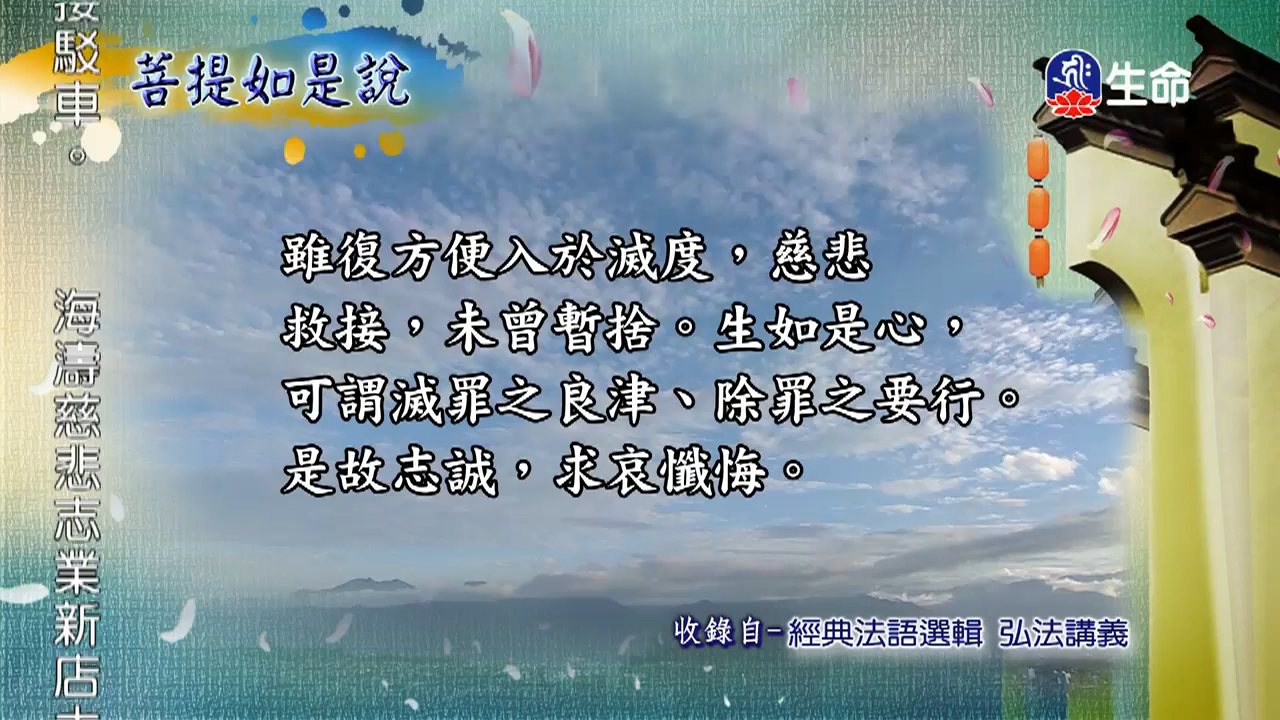 菩提如是說
生命
接駁車。 海濤慈悲志業新店
雖復方便入於滅度，慈悲
救接，未曾暫捨。生如是心，
可謂滅罪之良津、除罪之要行。
是故志誠，求哀懺悔。
收錄自-經典法語選輯 弘法講義